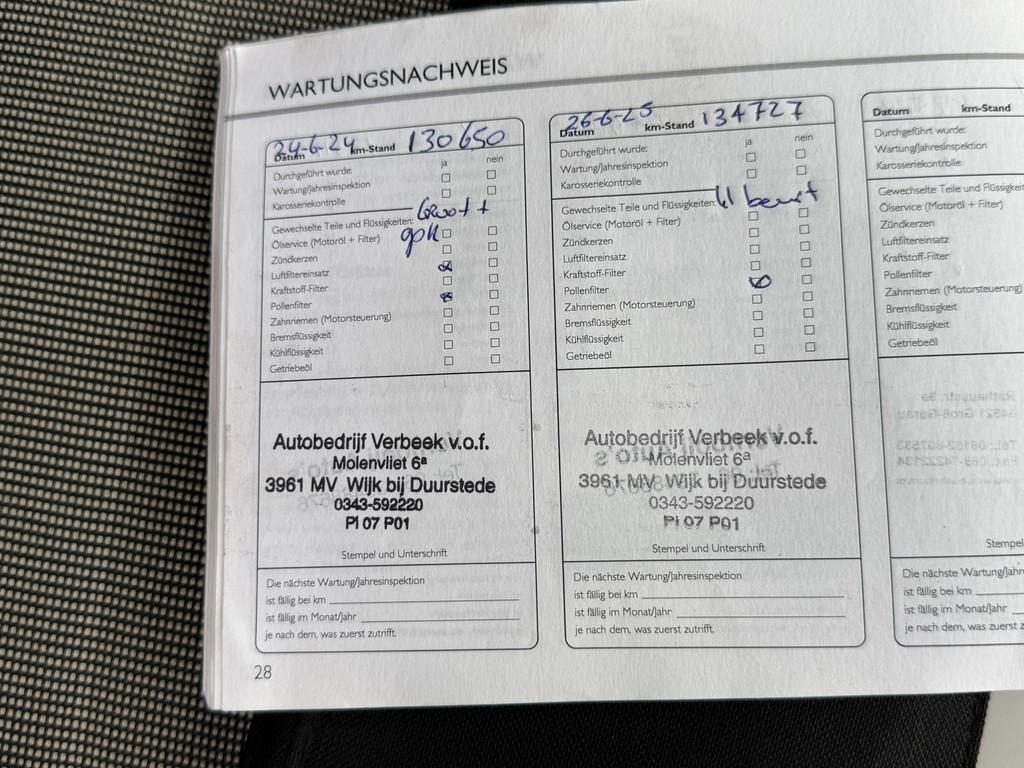 WARTUNGSNACHWEIS
24-6-24 130650
Datum km-Stand
Durchgeführt wurde: ja nein
Wartung/Jahresinspektion
Karosseriekontrolle
Gewechselte Teile und Flüssigkeiten: Groot +
Ölservice (Motoröl + Filter) apk
Zündkerzen
Luftfiltereinsatz
Kraftstoff-Filter
Pollenfilter
Zahnriemen (Motorsteuerung)
Bremsflüssigkeit
Kühlflüssigkeit
Getriebeöl
Autobedrijf Verbeek v.o.f.
Molenvliet 6ª
3961 MV Wijk bij Duurstede
0343-592220
PI 07 P01
Stempel und Unterschrift
Die nächste Wartung/Jahresinspektion
ist fällig bei km
ist fällig im Monat/Jahr
je nach dem, was zuerst zutrifft.
28
26-6-25 134727
Datum km-Stand
Durchgeführt wurde: ja nein
Wartung/Jahresinspektion
Karosseriekontrolle
Gewechselte Teile und Flüssigkeiten:
Ölservice (Motoröl + Filter)
Zündkerzen
Luftfiltereinsatz
Kraftstoff-Filter
Pollenfilter
Zahnriemen (Motorsteuerung)
Bremsflüssigkeit
Kühlflüssigkeit
Getriebeöl
Autobedrijf Verbeek v.o.f.
Molenvliet 6ª
3961 MV Wijk bij Duurstede
0343-592220
PI 07 P01
Stempel und Unterschrift
Die nächste Wartung/Jahresinspektion
ist fällig bei km
ist fällig im Monat/Jahr
je nach dem, was zuerst zutrifft.
Datum km-Stand
Durchgeführt wurde:
Wartung/Jahresinspektion
Karosseriekontrolle
Gewechselte Teile und Flüssigkeit
Ölservice (Motoröl + Filter)
Zündkerzen
Luftfiltereinsatz
Kraftstoff-Filter
Pollenfilter
Zahnriemen (Motorsteuerung)
Bremsflüssigkeit
Kühlflüssigkeit
Getriebeöl
Stempel
Die nächste Wartung/Jahr
ist fällig bei km
ist fällig im Monat/Jahr
je nach dem, was zuerst z